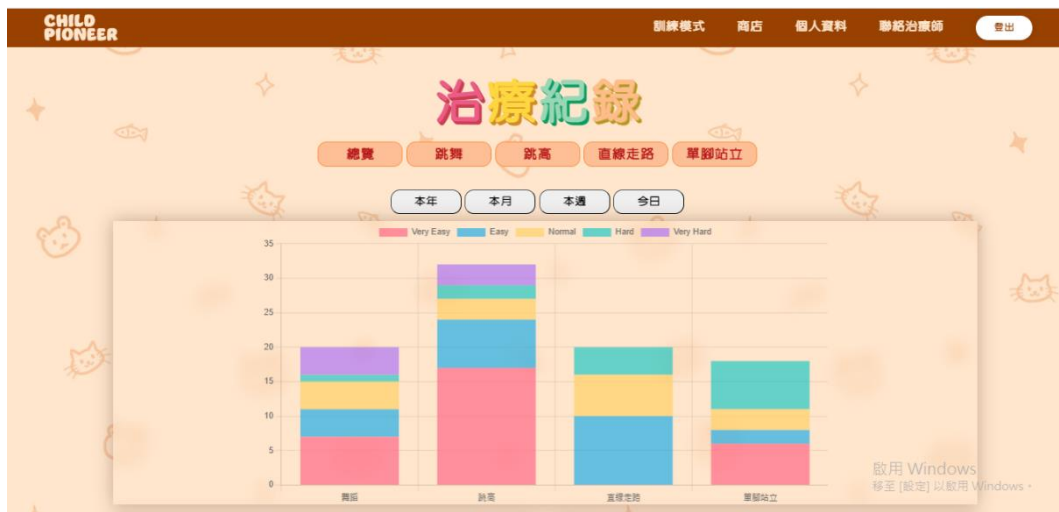 CHILD
PIONEER
訓練模式 商店 個人資料 聯絡治療師 登出
治療紀錄
總覽 跳舞 跳高 直線走路 單腳站立
本年 本月 本週 今日
Very Easy Easy Normal Hard Very Hard
35
30
25
20
15
10
5
0
舞蹈 跳高 直線走路 單腳站立
啟用 Windows
移至 [設定] 以啟用 Windows。